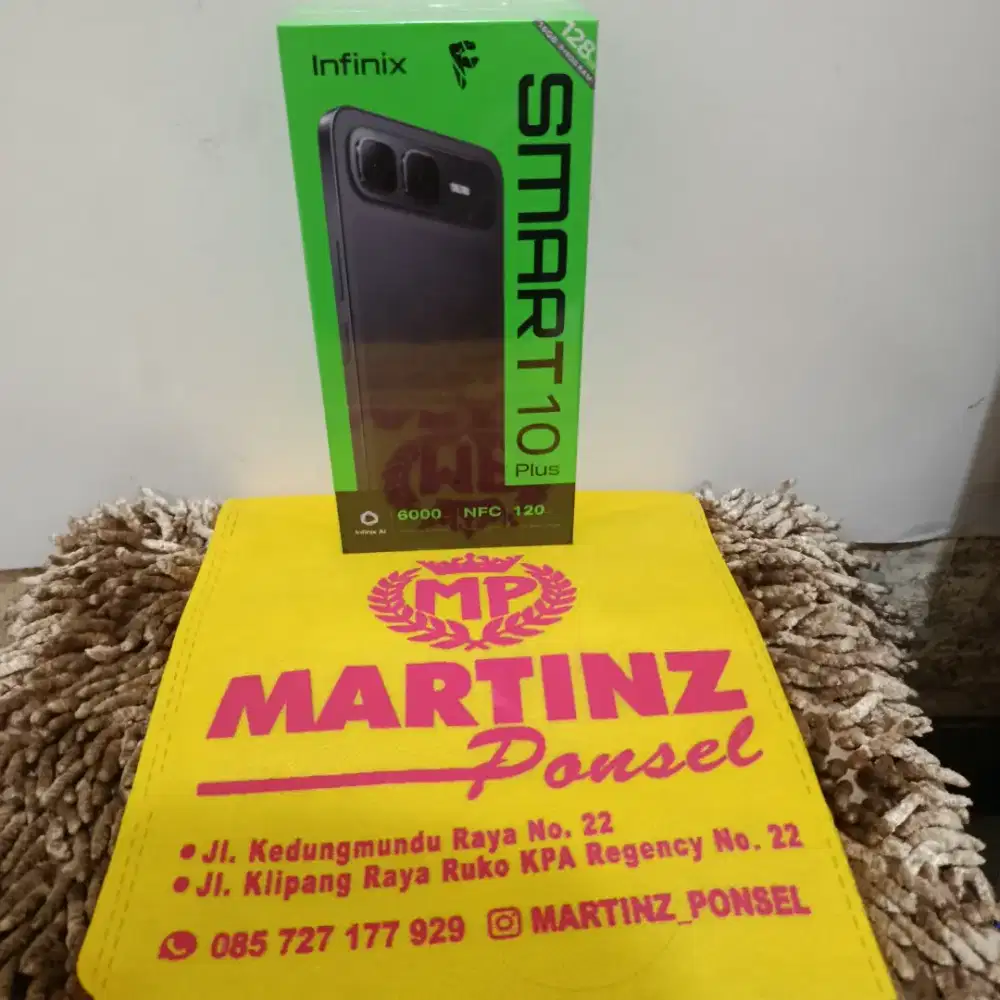 Infinix
128
SMART 10
Plus
Infinix AI
6000
NFC
120
MP
MARTINZ
Ponsel
• Jl. Kedungmundu Raya No. 22
• Jl. Klipang Raya Ruko KPA Regency No. 22
085 727 177 929 MARTINZ_PONSEL